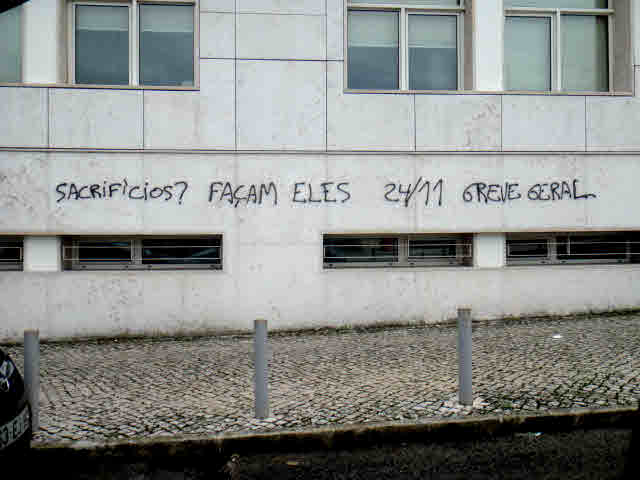 SACRIFÍCIOS? FAÇAM ELES 24/11 GREVE GERAL